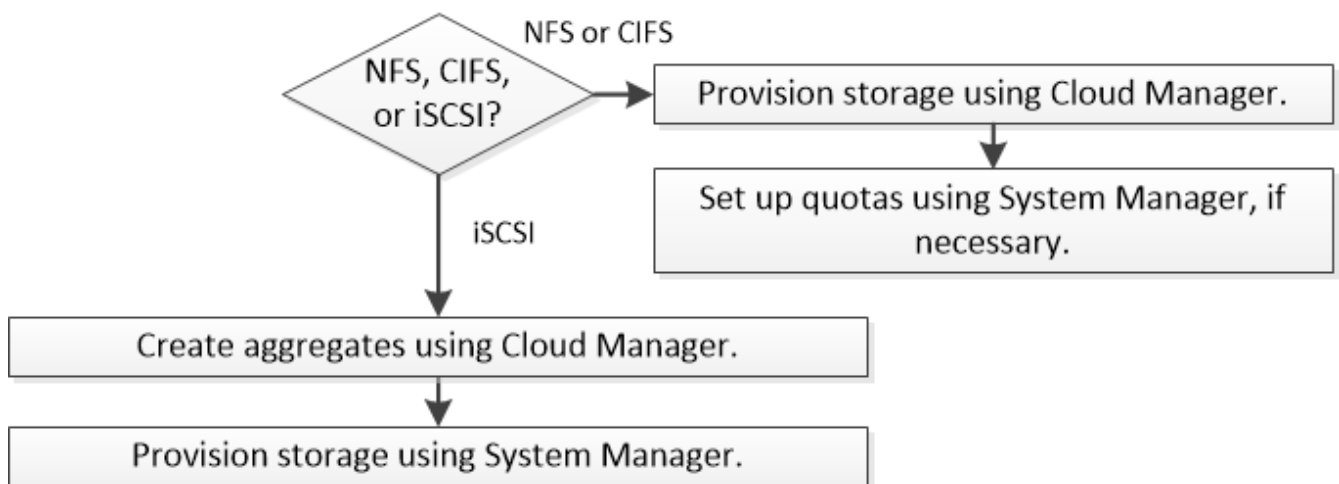 NFS or CIFS
NFS, CIFS,
or iSCSI?
Provision storage using Cloud Manager.
Set up quotas using System Manager, if
necessary.
iSCSI
Create aggregates using Cloud Manager.
Provision storage using System Manager.